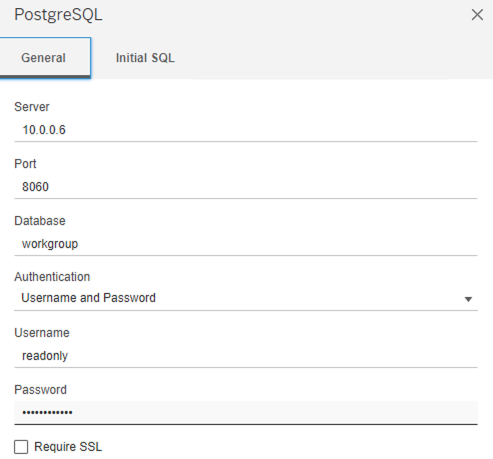 PostgreSQL
General
Initial SQL
Server
10.0.0.6
Port
8060
Database
workgroup
Authentication
Username and Password
Username
readonly
Password
••••••••••••
Require SSL